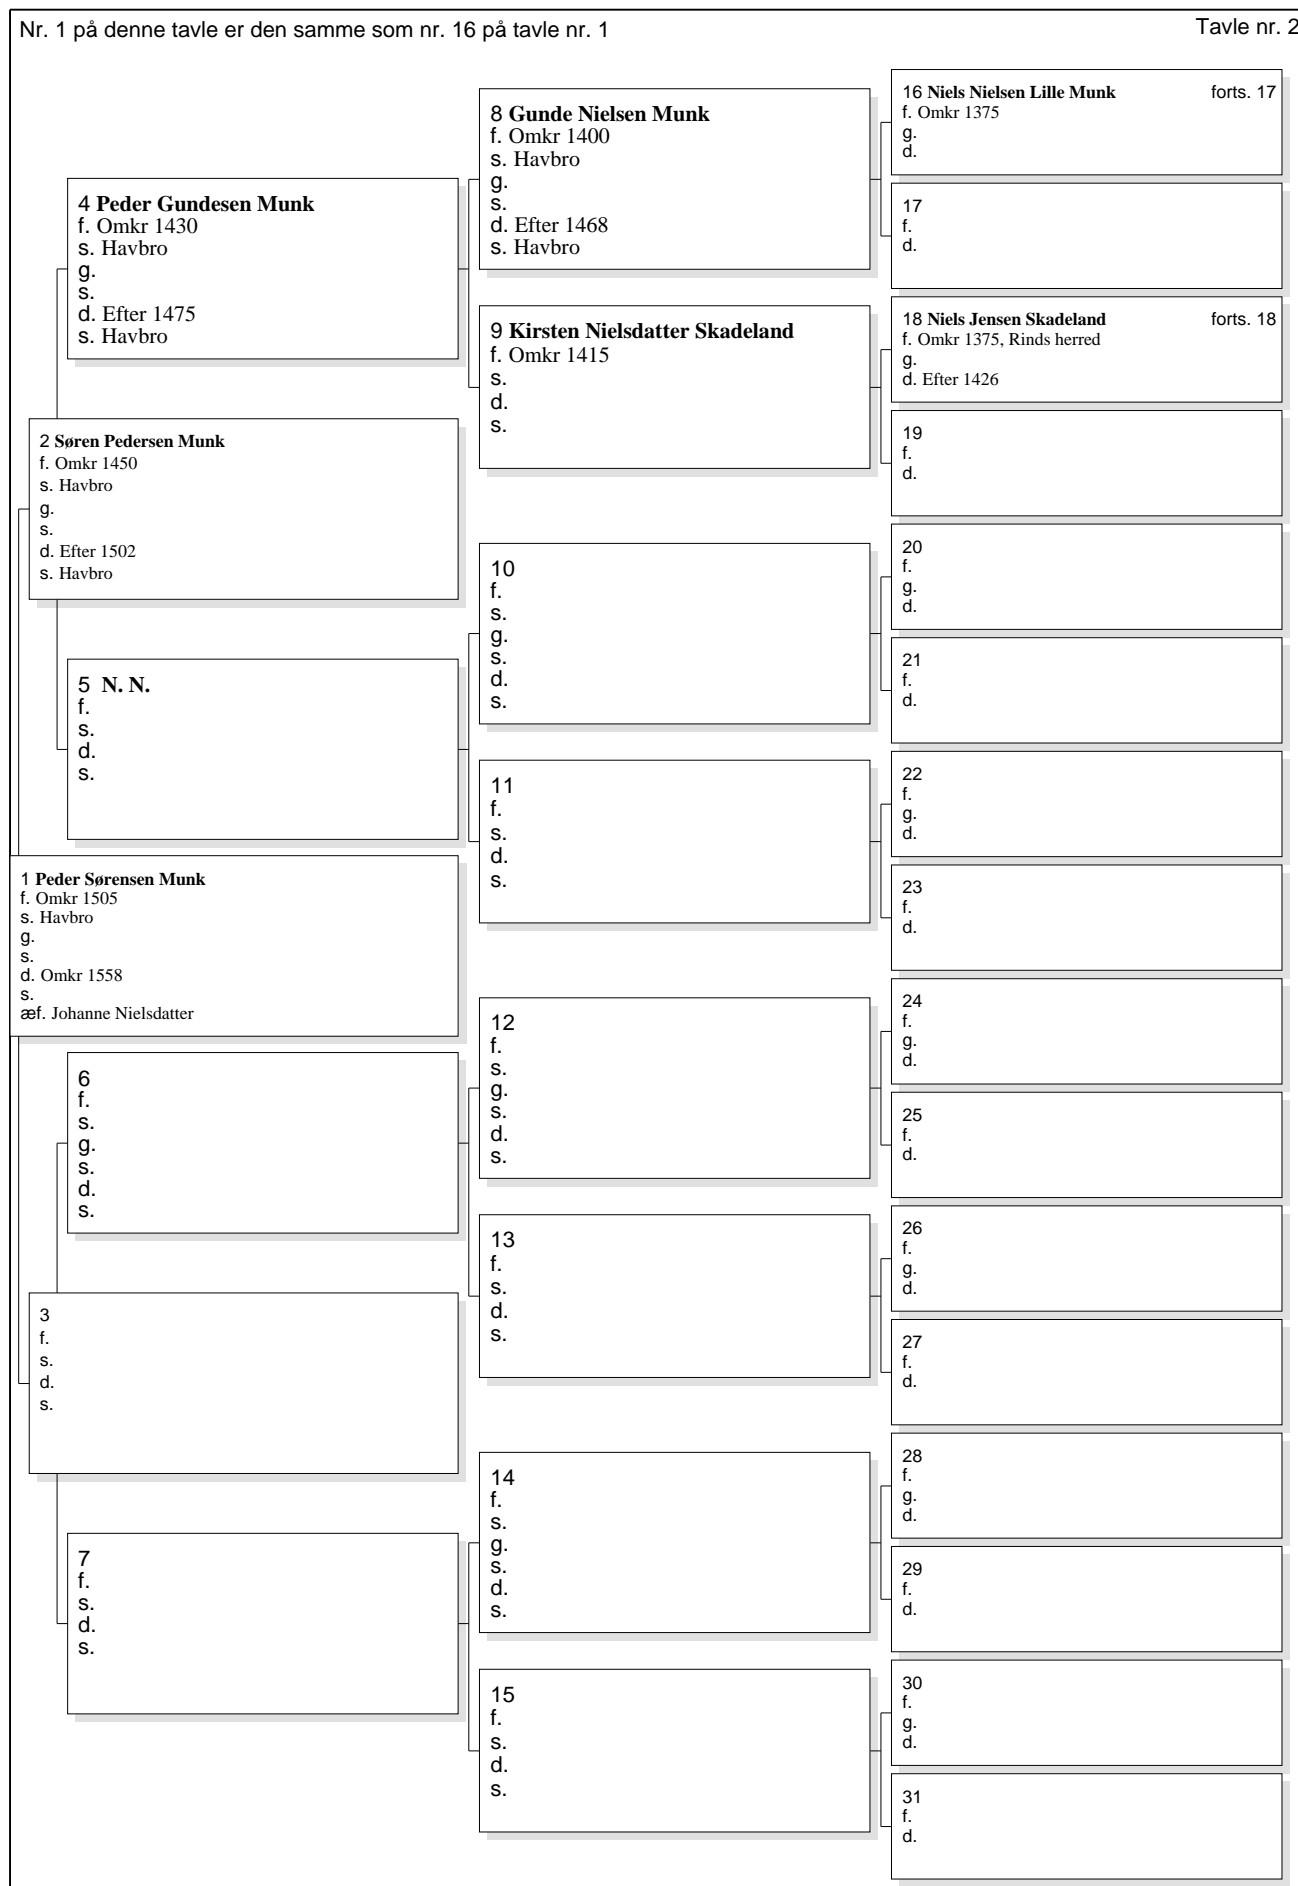 Nr. 1 på denne tavle er den samme som nr. 16 på tavle nr. 1
Tavle nr. 2
1 Peder Sørensen Munk
f. Omkr 1505
s. Havbro
g.
s.
d. Omkr 1558
s.
æf. Johanne Nielsdatter
2 Søren Pedersen Munk
f. Omkr 1450
s. Havbro
g.
s.
d. Efter 1502
s. Havbro
3
f.
s.
d.
s.
4 Peder Gundesen Munk
f. Omkr 1430
s. Havbro
g.
s.
d. Efter 1475
s. Havbro
5 N. N.
f.
s.
d.
s.
6
f.
s.
g.
s.
d.
s.
7
f.
s.
d.
s.
8 Gunde Nielsen Munk
f. Omkr 1400
s. Havbro
g.
s.
d. Efter 1468
s. Havbro
9 Kirsten Nielsdatter Skadeland
f. Omkr 1415
s.
d.
s.
10
f.
s.
g.
s.
d.
s.
11
f.
s.
d.
s.
12
f.
s.
g.
s.
d.
s.
13
f.
s.
d.
s.
14
f.
s.
g.
s.
d.
s.
15
f.
s.
d.
s.
16 Niels Nielsen Lille Munk forts. 17
f. Omkr 1375
g.
d.
17
f.
d.
18 Niels Jensen Skadeland forts. 18
f. Omkr 1375, Rinds herred
g.
d. Efter 1426
19
f.
d.
20
f.
g.
d.
21
f.
d.
22
f.
g.
d.
23
f.
d.
24
f.
g.
d.
25
f.
d.
26
f.
g.
d.
27
f.
d.
28
f.
g.
d.
29
f.
d.
30
f.
g.
d.
31
f.
d.